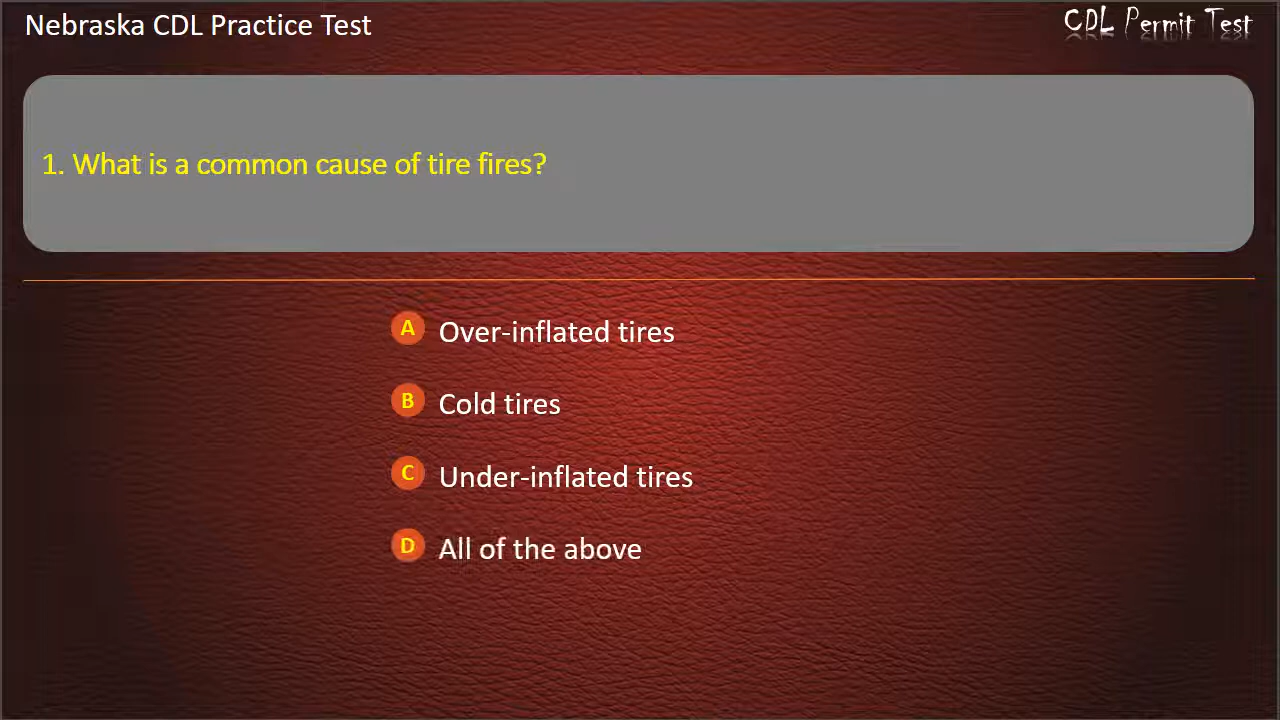 Nebraska CDL Practice Test
CDL Permit Test
1. What is a common cause of tire fires?
A Over-inflated tires
B Cold tires
C Under-inflated tires
D All of the above